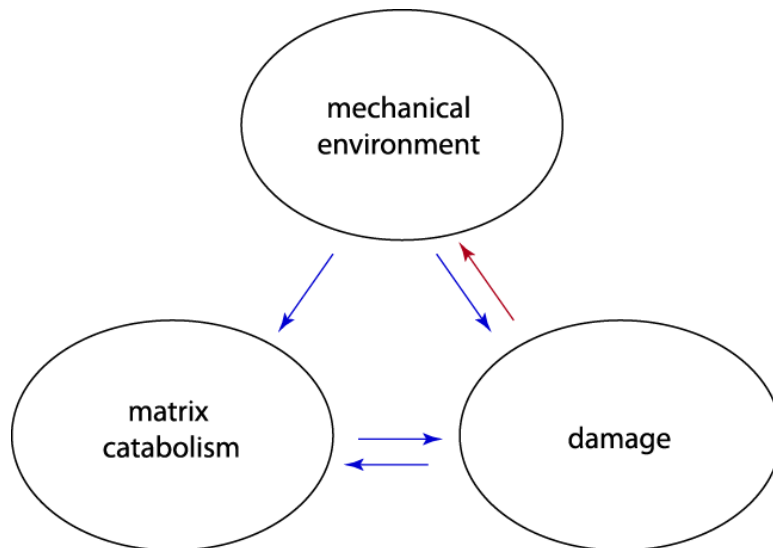 mechanical
environment
matrix
catabolism
damage